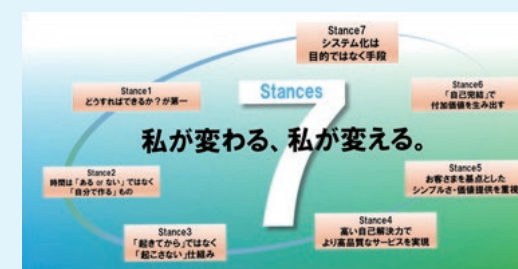 Stance7
システム化は
目的ではなく手段
Stance1
どうすればできるか？が第一
Stances
7
Stance6
「自己完結」で
付加価値を生み出す
私が変わる、私が変える。
Stance2
時間は「ある or ない」ではなく
「自分で作る」もの
Stance5
お客さまを基点とした
シンプルさ・価値提供を重視
Stance3
「起きてから」ではなく
「起こさない」仕組み
Stance4
高い自己解決力で
より高品質なサービスを実現